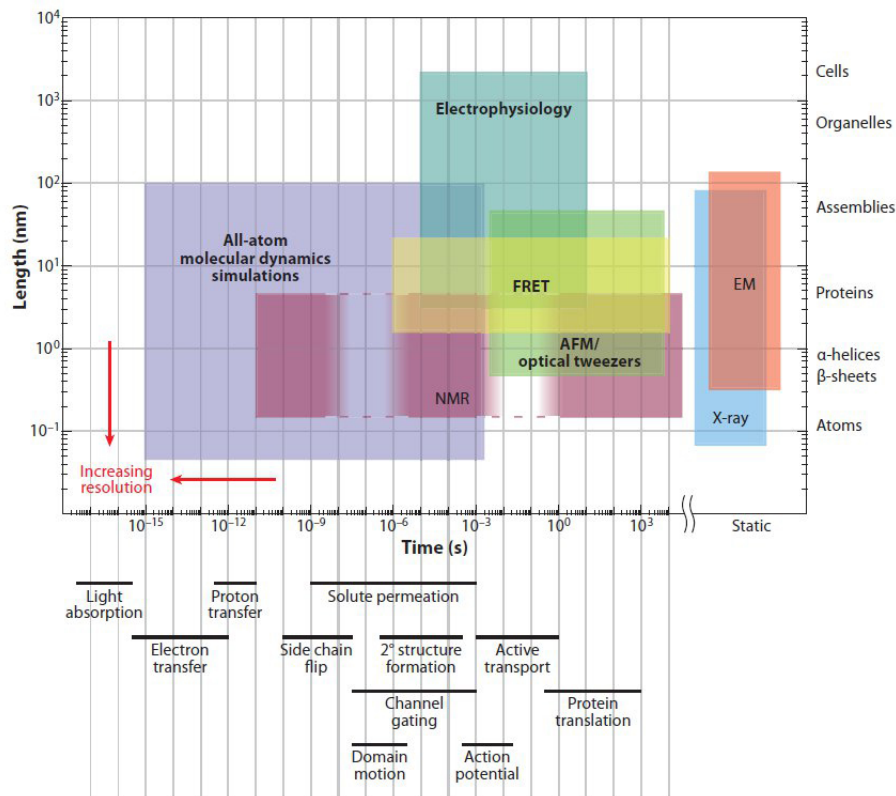 10⁴
10³
10²
10¹
10⁰
10⁻¹
Length (nm)
Electrophysiology
All-atom
molecular dynamics
simulations
FRET
AFM/
optical tweezers
NMR
EM
X-ray
Cells
Organelles
Assemblies
Proteins
α-helices
β-sheets
Atoms
Increasing
resolution
10⁻¹⁵
10⁻¹²
10⁻⁹
10⁻⁶
10⁻³
10⁰
10³
Static
Time (s)
Light
absorption
Proton
transfer
Solute permeation
Electron
transfer
Side chain
flip
2° structure
formation
Active
transport
Channel
gating
Protein
translation
Domain
motion
Action
potential